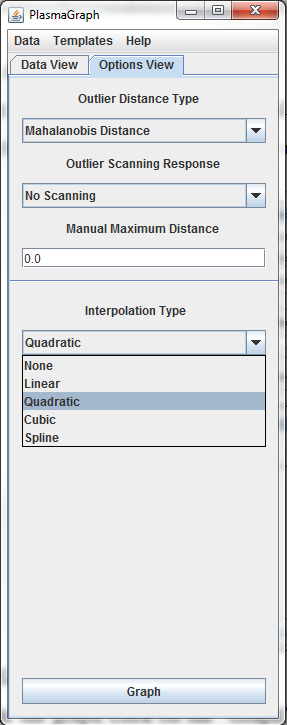 PlasmaGraph
Data Templates Help
Data View Options View
Outlier Distance Type
Mahalanobis Distance
Outlier Scanning Response
No Scanning
Manual Maximum Distance
0.0
Interpolation Type
Quadratic
None
Linear
Quadratic
Cubic
Spline
Graph